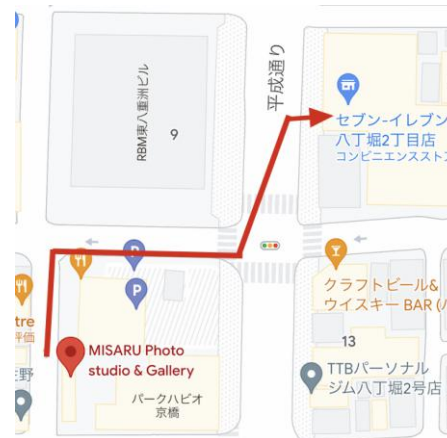 平成通り
RBM東八重洲ビル
9
セブン-イレブン
八丁堀2丁目店
コンビニエンススト
P
P
クラフトビール&
ウイスキー BAR (バ
tre
評価
13
MISARU Photo
studio & Gallery
TTBパーソナル
ジム八丁堀2号店
パークハビオ
京橋